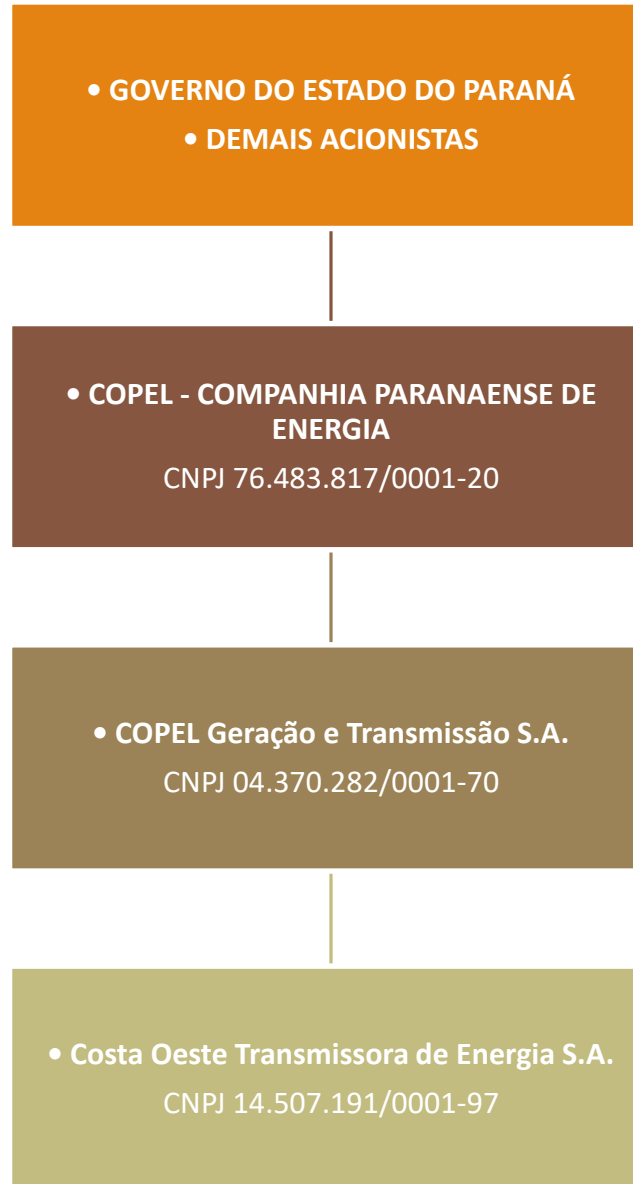 • GOVERNO DO ESTADO DO PARANÁ
• DEMAIS ACIONISTAS
• COPEL - COMPANHIA PARANAENSE DE
ENERGIA
CNPJ 76.483.817/0001-20
• COPEL Geração e Transmissão S.A.
CNPJ 04.370.282/0001-70
• Costa Oeste Transmissora de Energia S.A.
CNPJ 14.507.191/0001-97